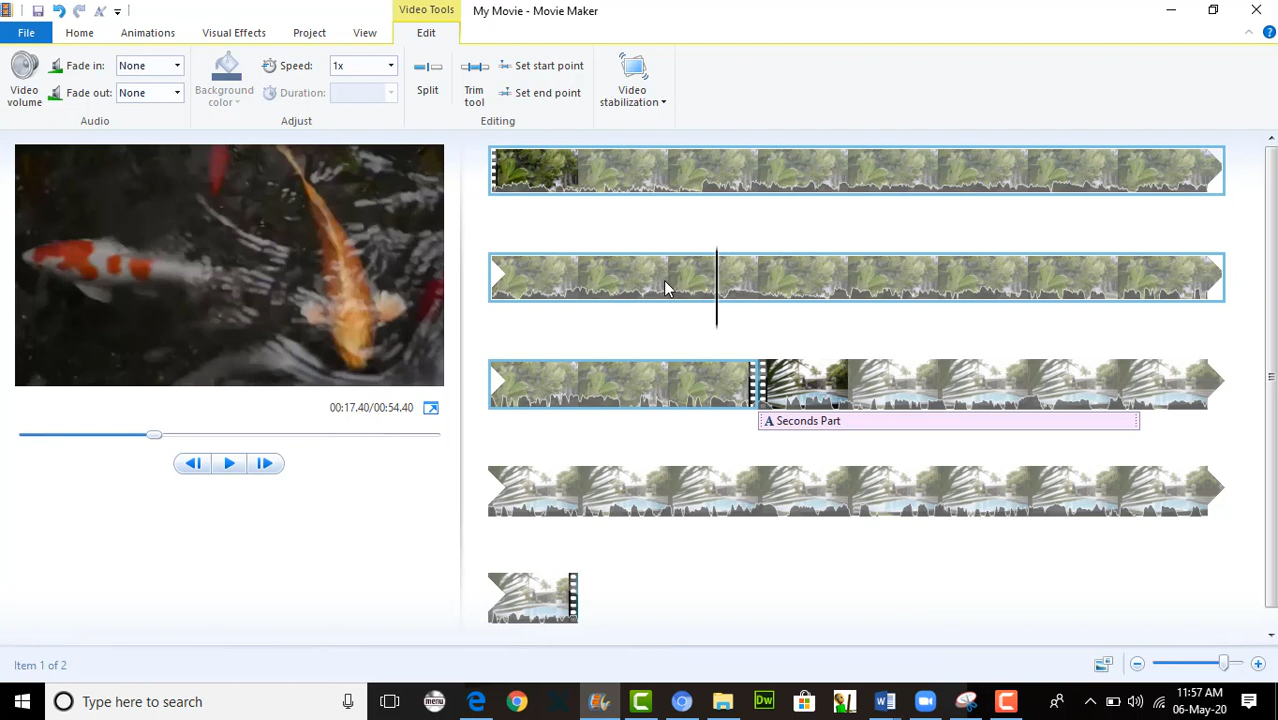 Video Tools
My Movie - Movie Maker
File
Home
Animations
Visual Effects
Project
View
Edit
Video volume
Fade in: None
Fade out: None
Audio
Background color
Speed: 1x
Duration:
Adjust
Split
Trim tool
Set start point
Set end point
Editing
Video stabilization
00:17.40/00:54.40
A Seconds Part
Item 1 of 2
Type here to search
menu
Dw
W
11:57 AM
06-May-20